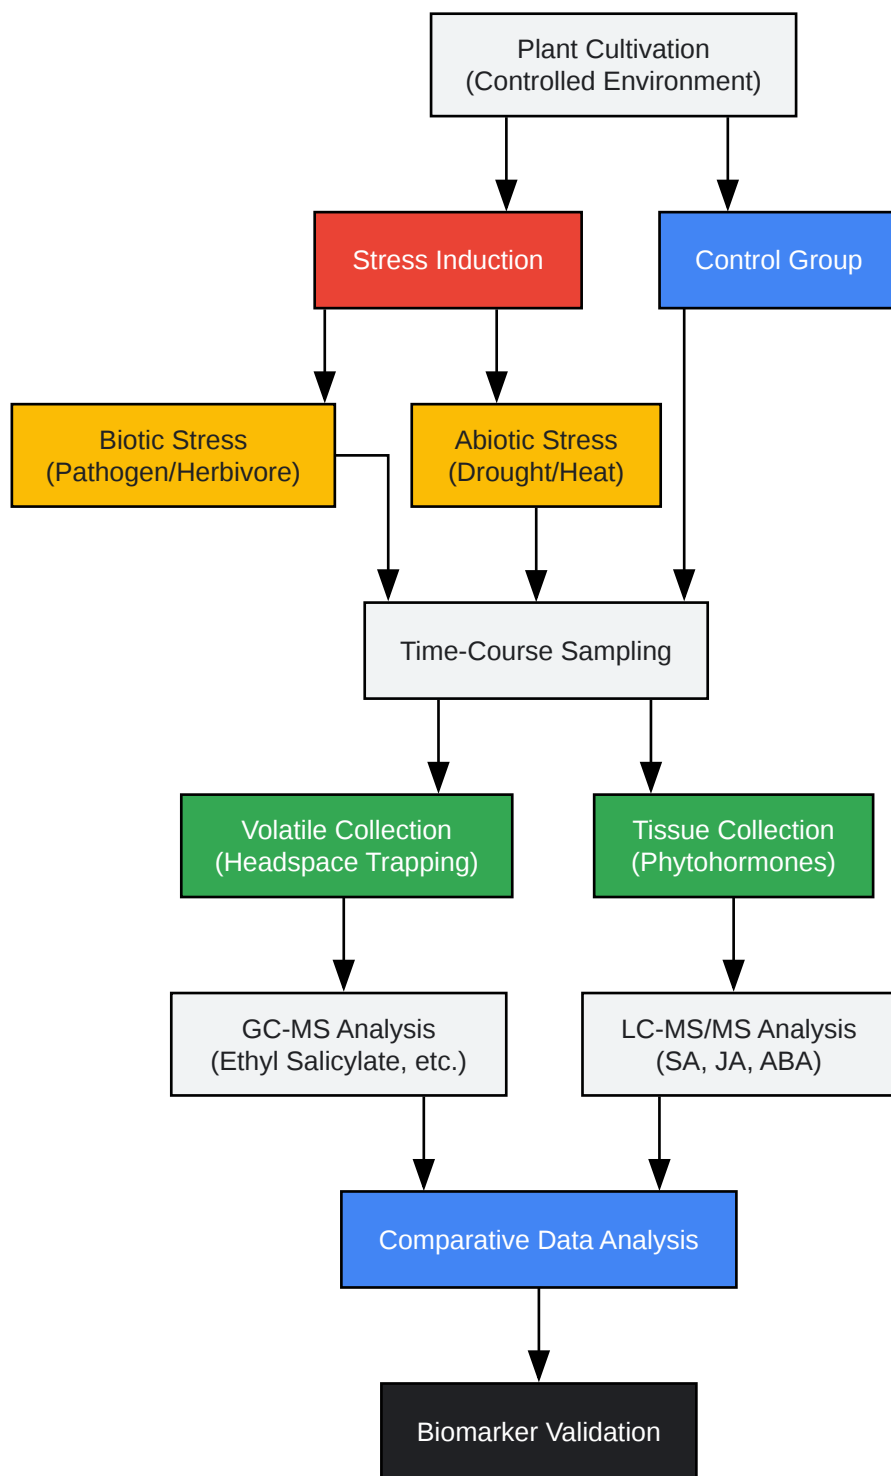 Plant Cultivation
(Controlled Environment)
Stress Induction
Control Group
Biotic Stress
(Pathogen/Herbivore)
Abiotic Stress
(Drought/Heat)
Time-Course Sampling
Volatile Collection
(Headspace Trapping)
Tissue Collection
(Phytohormones)
GC-MS Analysis
(Ethyl Salicylate, etc.)
LC-MS/MS Analysis
(SA, JA, ABA)
Comparative Data Analysis
Biomarker Validation